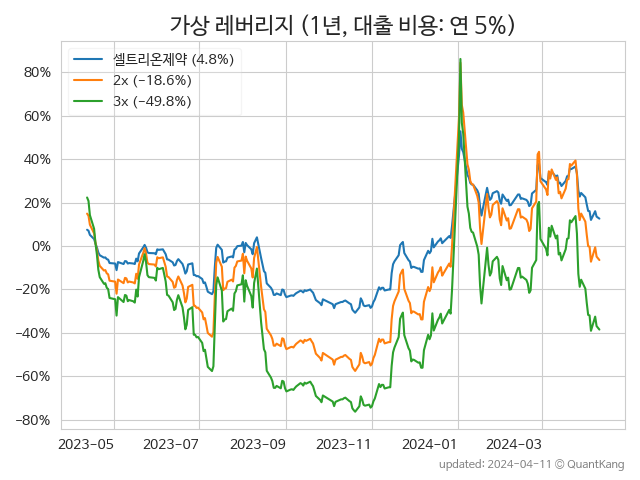 가상 레버리지 (1년, 대출 비용: 연 5%)
셀트리온제약 (4.8%)
2x (−18.6%)
3x (−49.8%)
80%
60%
40%
20%
0%
−20%
−40%
−60%
−80%
2023-05 2023-07 2023-09 2023-11 2024-01 2024-03
updated: 2024-04-11 © QuantKang